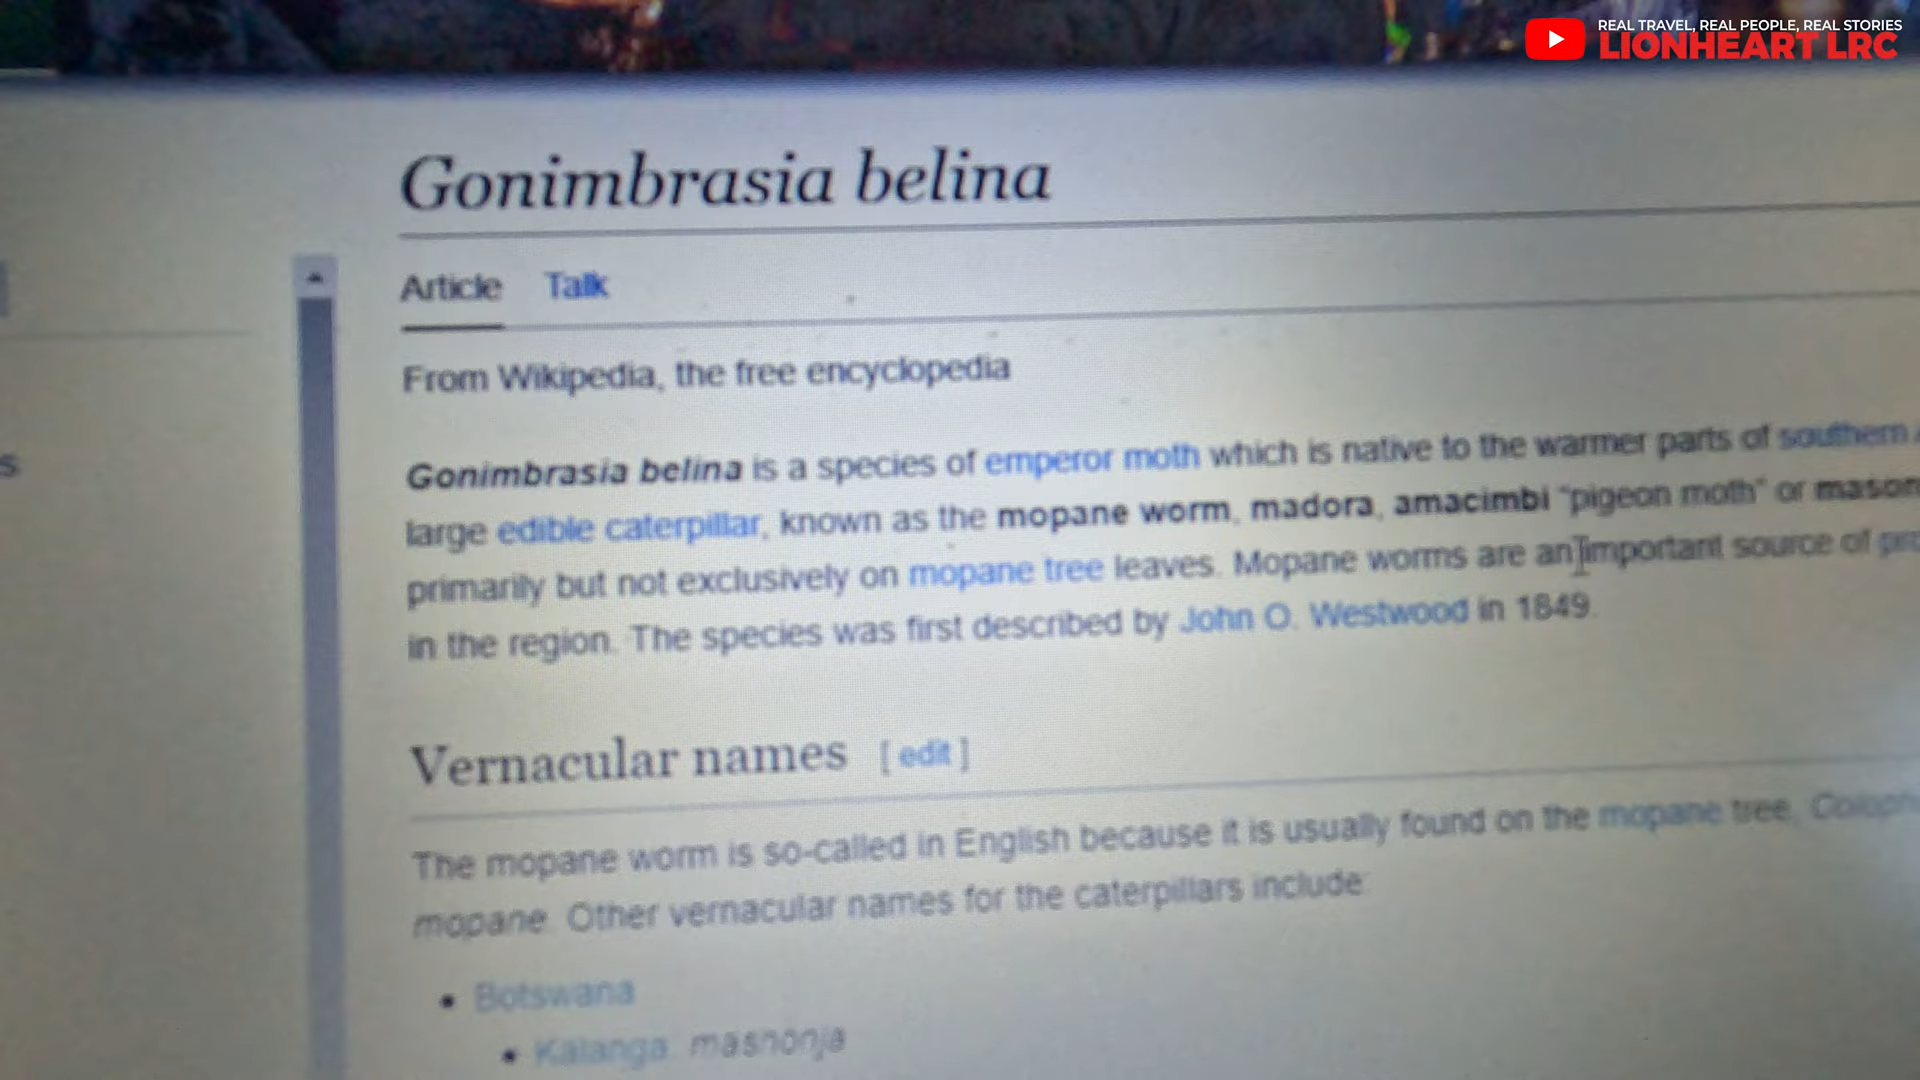 REAL TRAVEL, REAL PEOPLE, REAL STORIES
LIONHEART LRC
Gonimbrasia belina
Article Talk
From Wikipedia, the free encyclopedia
Gonimbrasia belina is a species of emperor moth which is native to the warmer parts of southern
large edible caterpillar, known as the mopane worm, madora, amacimbi "pigeon moth" or
primarily but not exclusively on mopane tree leaves. Mopane worms are an important source of
in the region. The species was first described by John O. Westwood in 1849.
Vernacular names [ edit ]
The mopane worm is so-called in English because it is usually found on the mopane tree,
mopane. Other vernacular names for the caterpillars include:
• Botswana
• Kalanga: mashonja